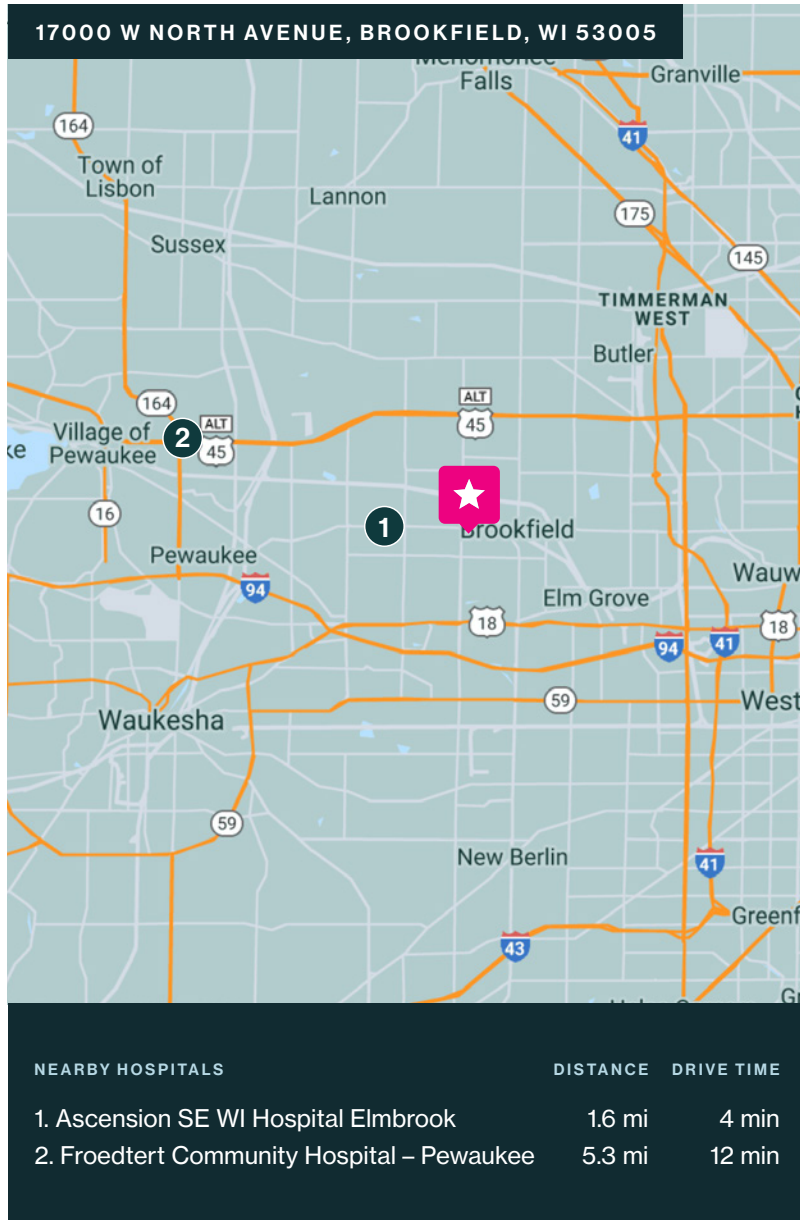 17000 W NORTH AVENUE, BROOKFIELD, WI 53005
Falls
Granville
164
41
Town of
Lisbon
Lannon
175
Sussex
145
TIMMERMAN
WEST
Butler
164
ALT
45
ALT
45
Village of
Pewaukee
2
16
1
Brookfield
Pewaukee
94
Elm Grove
18
18
94
41
59
West
Waukesha
59
New Berlin
41
43
NEARBY HOSPITALS DISTANCE DRIVE TIME
1. Ascension SE WI Hospital Elmbrook 1.6 mi 4 min
2. Froedtert Community Hospital – Pewaukee 5.3 mi 12 min